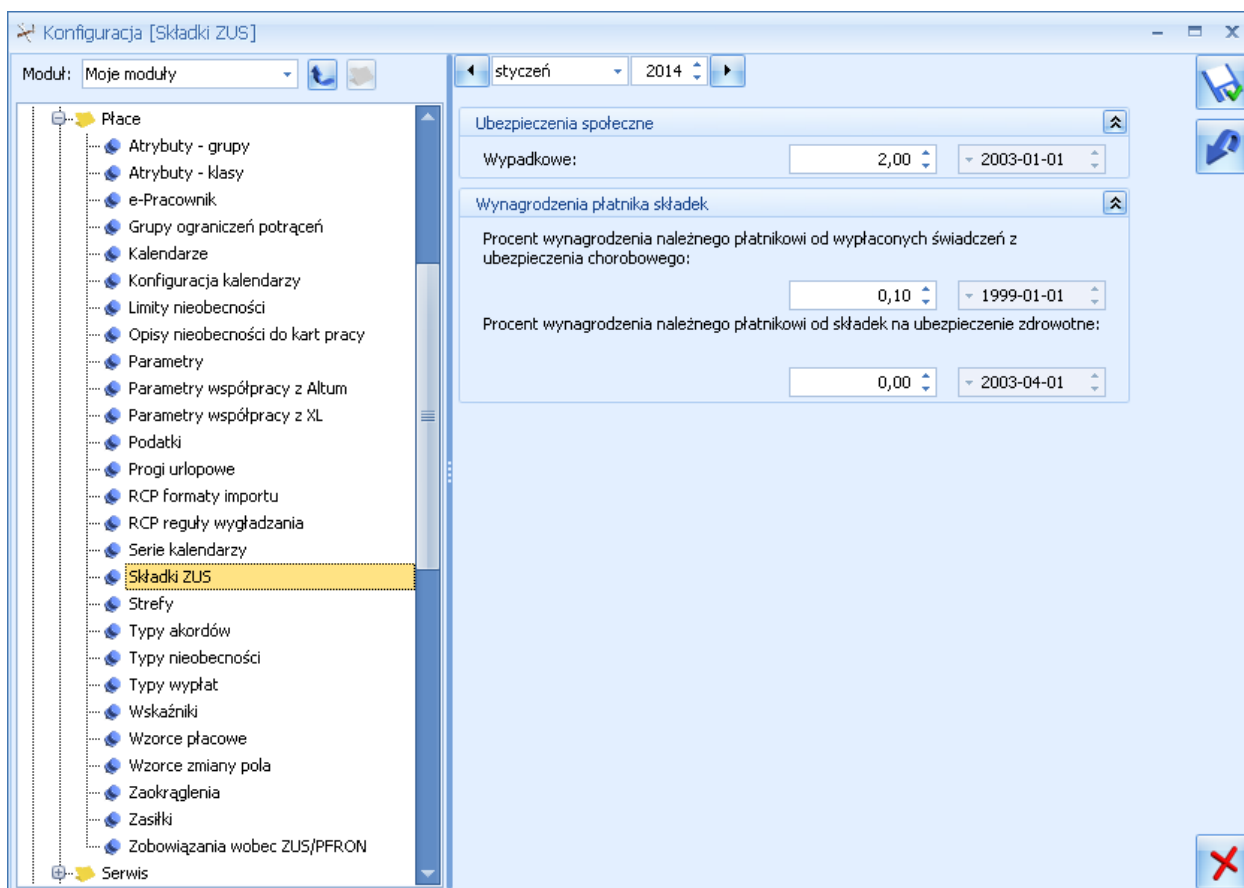 Konfiguracja [Składki ZUS]
Moduł: Moje moduły
Płace
Atrybuty - grupy
Atrybuty - klasy
e-Pracownik
Grupy ograniczeń potrąceń
Kalendarze
Konfiguracja kalendarzy
Limity nieobecności
Opisy nieobecności do kart pracy
Parametry
Parametry współpracy z Altum
Parametry współpracy z XL
Podatki
Progi urlopowe
RCP formaty importu
RCP reguły wygładzania
Serie kalendarzy
Składki ZUS
Strefy
Typy akordów
Typy nieobecności
Typy wypłat
Wskaźniki
Wzorce płacowe
Wzorce zmiany pola
Zaokrąglenia
Zasiłki
Zobowiązania wobec ZUS/PFRON
Serwis
styczeń 2014
Ubezpieczenia społeczne
Wypadkowe: 2,00 2003-01-01
Wynagrodzenia płatnika składek
Procent wynagrodzenia należnego płatnikowi od wypłaconych świadczeń z
ubezpieczenia chorobowego:
0,10 1999-01-01
Procent wynagrodzenia należnego płatnikowi od składek na ubezpieczenie zdrowotne:
0,00 2003-04-01